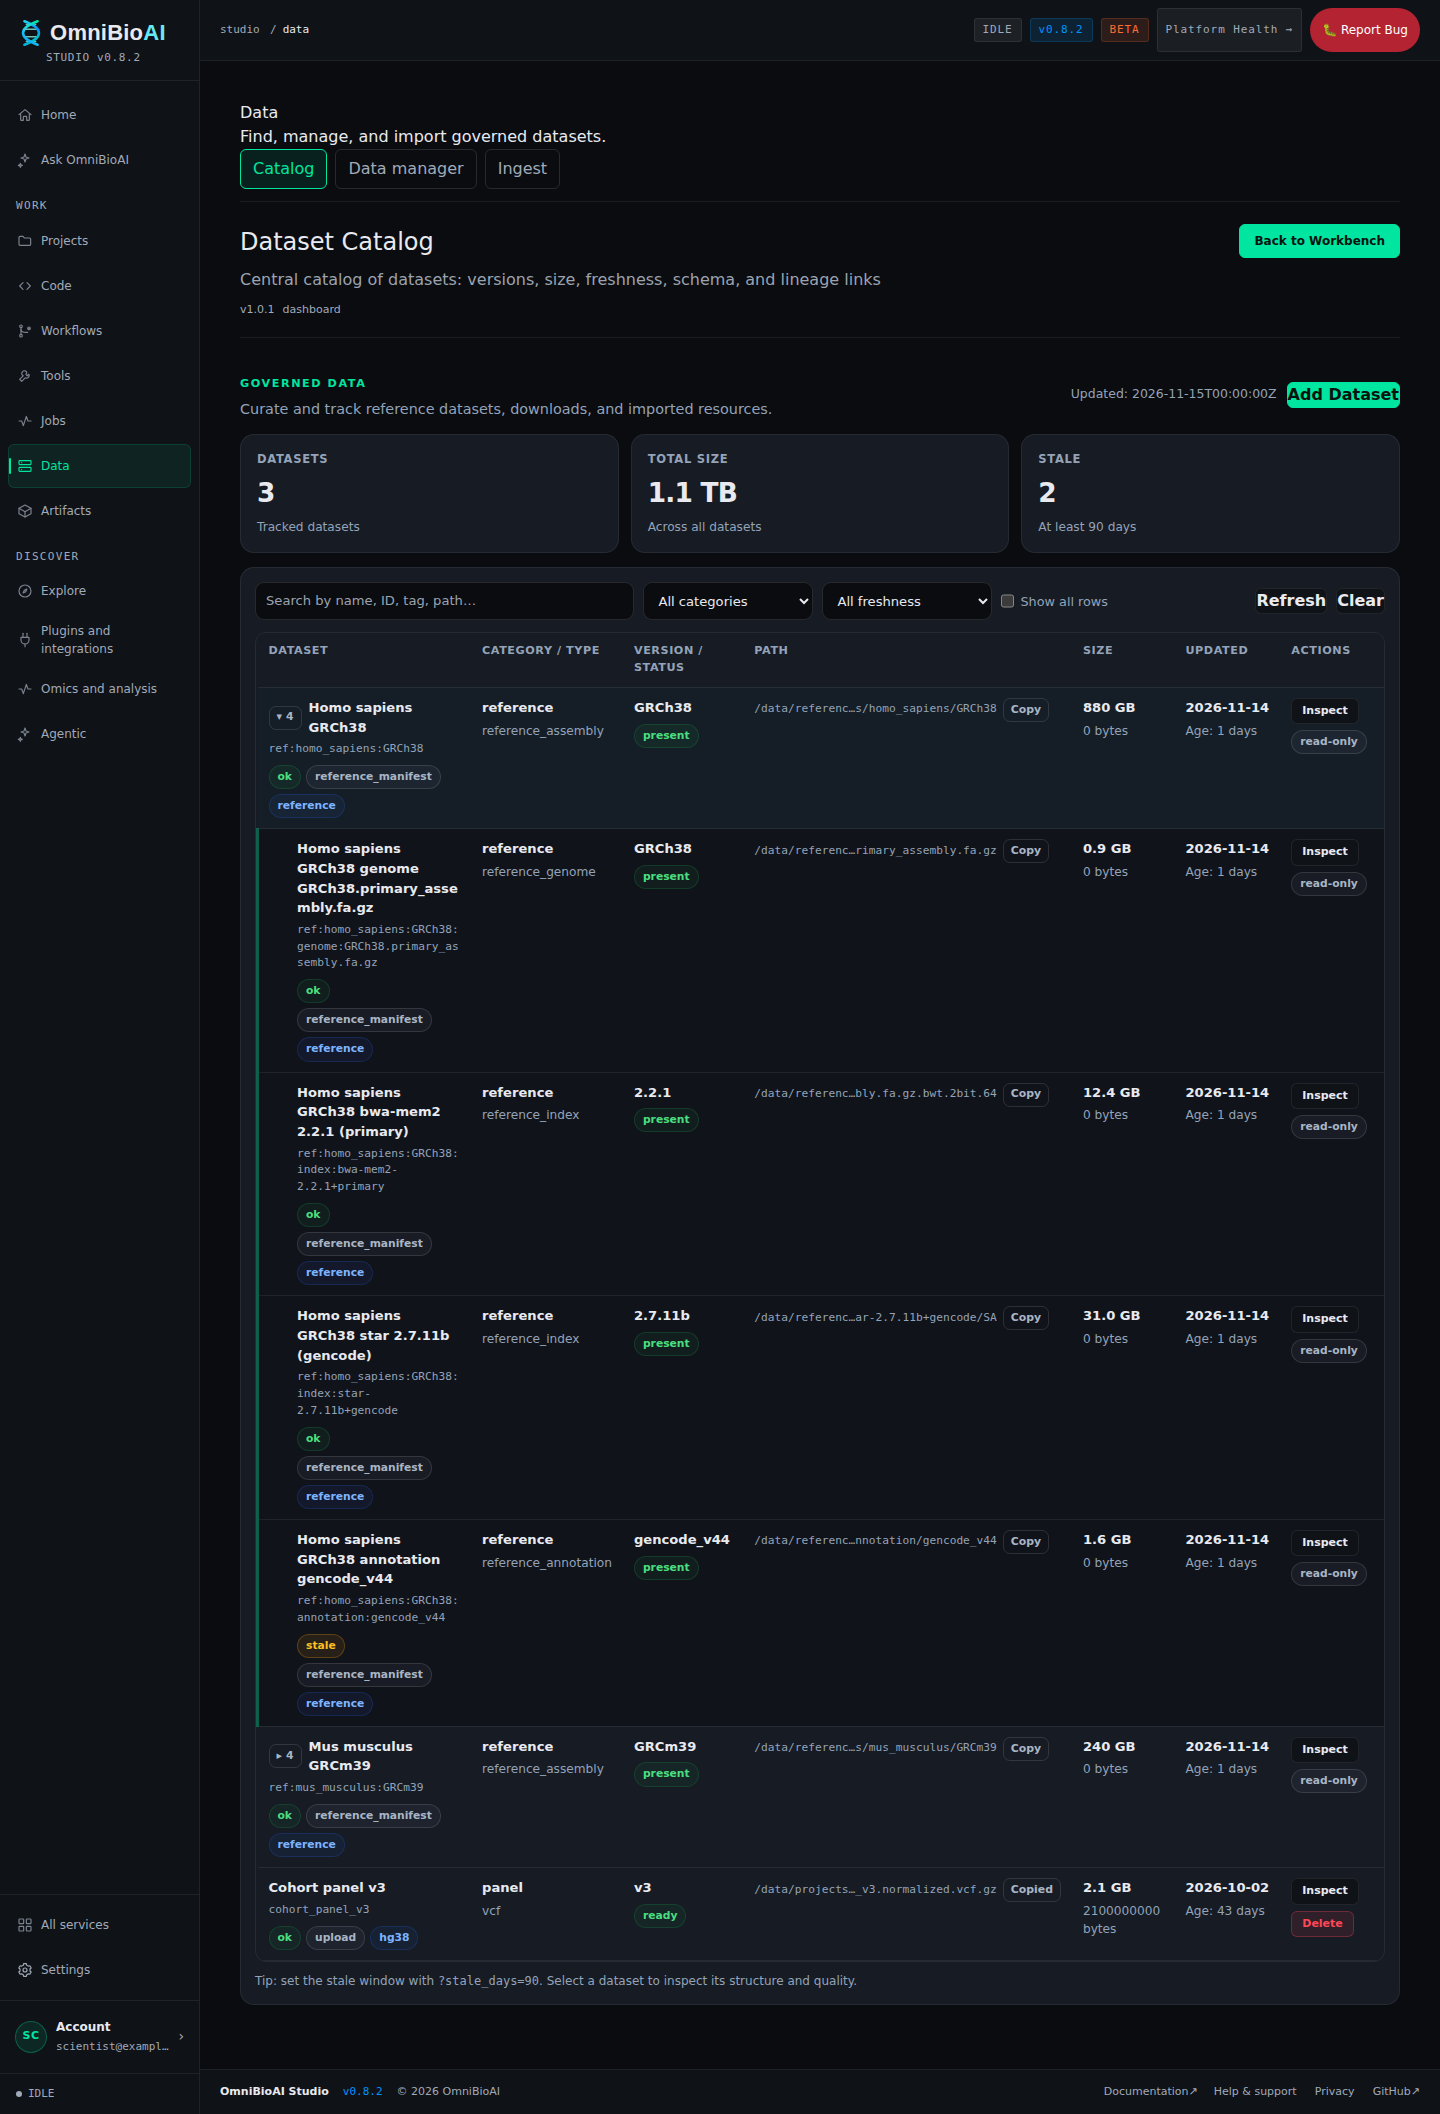 OmniBioAI
STUDIO v0.8.2
Home
Ask OmniBioAI
WORK
Projects
Code
Workflows
Tools
Jobs
Data
Artifacts
DISCOVER
Explore
Plugins and
integrations
Omics and analysis
Agentic
All services
Settings
SC
Account
scientist@exampl…
›
IDLE
studio / data
IDLE
v0.8.2
BETA
Platform Health →
🐛 Report Bug
Data
Find, manage, and import governed datasets.
Catalog
Data manager
Ingest
Dataset Catalog
Back to Workbench
Central catalog of datasets: versions, size, freshness, schema, and lineage links
v1.0.1 dashboard
GOVERNED DATA
Curate and track reference datasets, downloads, and imported resources.
Updated: 2026-11-15T00:00:00Z
Add Dataset
DATASETS
3
Tracked datasets
TOTAL SIZE
1.1 TB
Across all datasets
STALE
2
At least 90 days
Search by name, ID, tag, path…
All categories
All freshness
Show all rows
Refresh
Clear
DATASET
CATEGORY / TYPE
VERSION /
STATUS
PATH
SIZE
UPDATED
ACTIONS
▾ 4
Homo sapiens
GRCh38
ref:homo_sapiens:GRCh38
ok
reference_manifest
reference
reference
reference_assembly
GRCh38
present
/data/referenc…s/homo_sapiens/GRCh38
Copy
880 GB
0 bytes
2026-11-14
Age: 1 days
Inspect
read-only
Homo sapiens
GRCh38 genome
GRCh38.primary_asse
mbly.fa.gz
ref:homo_sapiens:GRCh38:
genome:GRCh38.primary_as
sembly.fa.gz
ok
reference_manifest
reference
reference
reference_genome
GRCh38
present
/data/referenc…rimary_assembly.fa.gz
Copy
0.9 GB
0 bytes
2026-11-14
Age: 1 days
Inspect
read-only
Homo sapiens
GRCh38 bwa-mem2
2.2.1 (primary)
ref:homo_sapiens:GRCh38:
index:bwa-mem2-
2.2.1+primary
ok
reference_manifest
reference
reference
reference_index
2.2.1
present
/data/referenc…bly.fa.gz.bwt.2bit.64
Copy
12.4 GB
0 bytes
2026-11-14
Age: 1 days
Inspect
read-only
Homo sapiens
GRCh38 star 2.7.11b
(gencode)
ref:homo_sapiens:GRCh38:
index:star-
2.7.11b+gencode
ok
reference_manifest
reference
reference
reference_index
2.7.11b
present
/data/referenc…ar-2.7.11b+gencode/SA
Copy
31.0 GB
0 bytes
2026-11-14
Age: 1 days
Inspect
read-only
Homo sapiens
GRCh38 annotation
gencode_v44
ref:homo_sapiens:GRCh38:
annotation:gencode_v44
stale
reference_manifest
reference
reference
reference_annotation
gencode_v44
present
/data/referenc…nnotation/gencode_v44
Copy
1.6 GB
0 bytes
2026-11-14
Age: 1 days
Inspect
read-only
▸ 4
Mus musculus
GRCm39
ref:mus_musculus:GRCm39
ok
reference_manifest
reference
reference
reference_assembly
GRCm39
present
/data/referenc…s/mus_musculus/GRCm39
Copy
240 GB
0 bytes
2026-11-14
Age: 1 days
Inspect
read-only
Cohort panel v3
cohort_panel_v3
ok
upload
hg38
panel
vcf
v3
ready
/data/projects…_v3.normalized.vcf.gz
Copied
2.1 GB
2100000000
bytes
2026-10-02
Age: 43 days
Inspect
Delete
Tip: set the stale window with ?stale_days=90. Select a dataset to inspect its structure and quality.
OmniBioAI Studio v0.8.2 © 2026 OmniBioAI
Documentation↗ Help & support Privacy GitHub↗